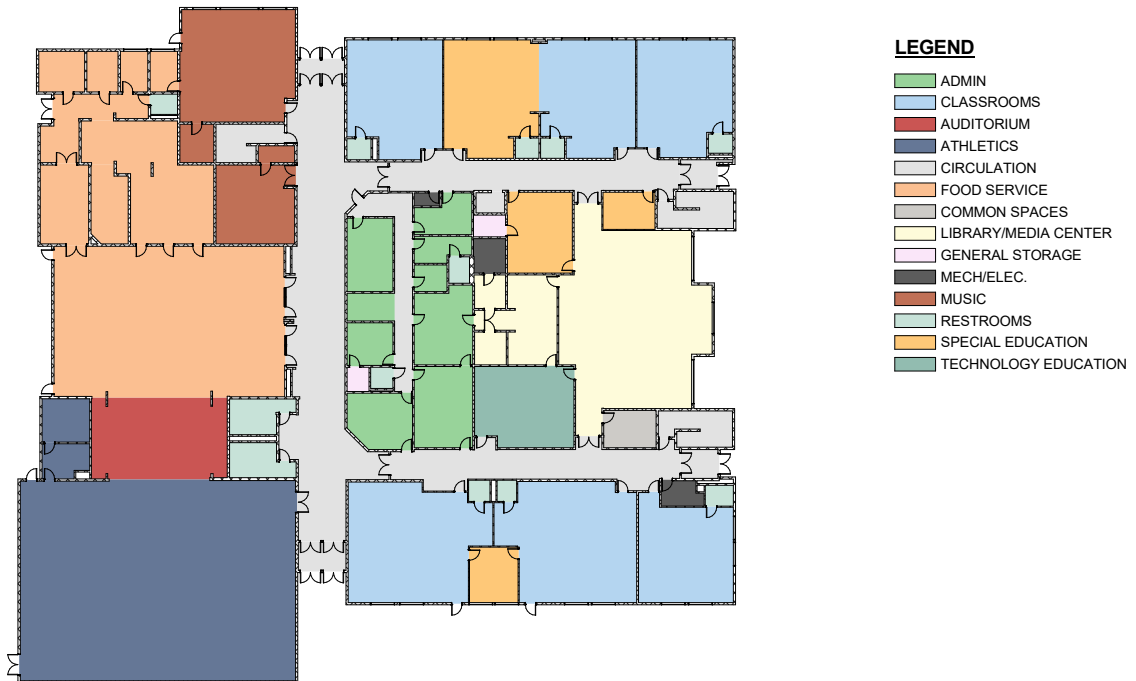 LEGEND
ADMIN
CLASSROOMS
AUDITORIUM
ATHLETICS
CIRCULATION
FOOD SERVICE
COMMON SPACES
LIBRARY/MEDIA CENTER
GENERAL STORAGE
MECH/ELEC.
MUSIC
RESTROOMS
SPECIAL EDUCATION
TECHNOLOGY EDUCATION